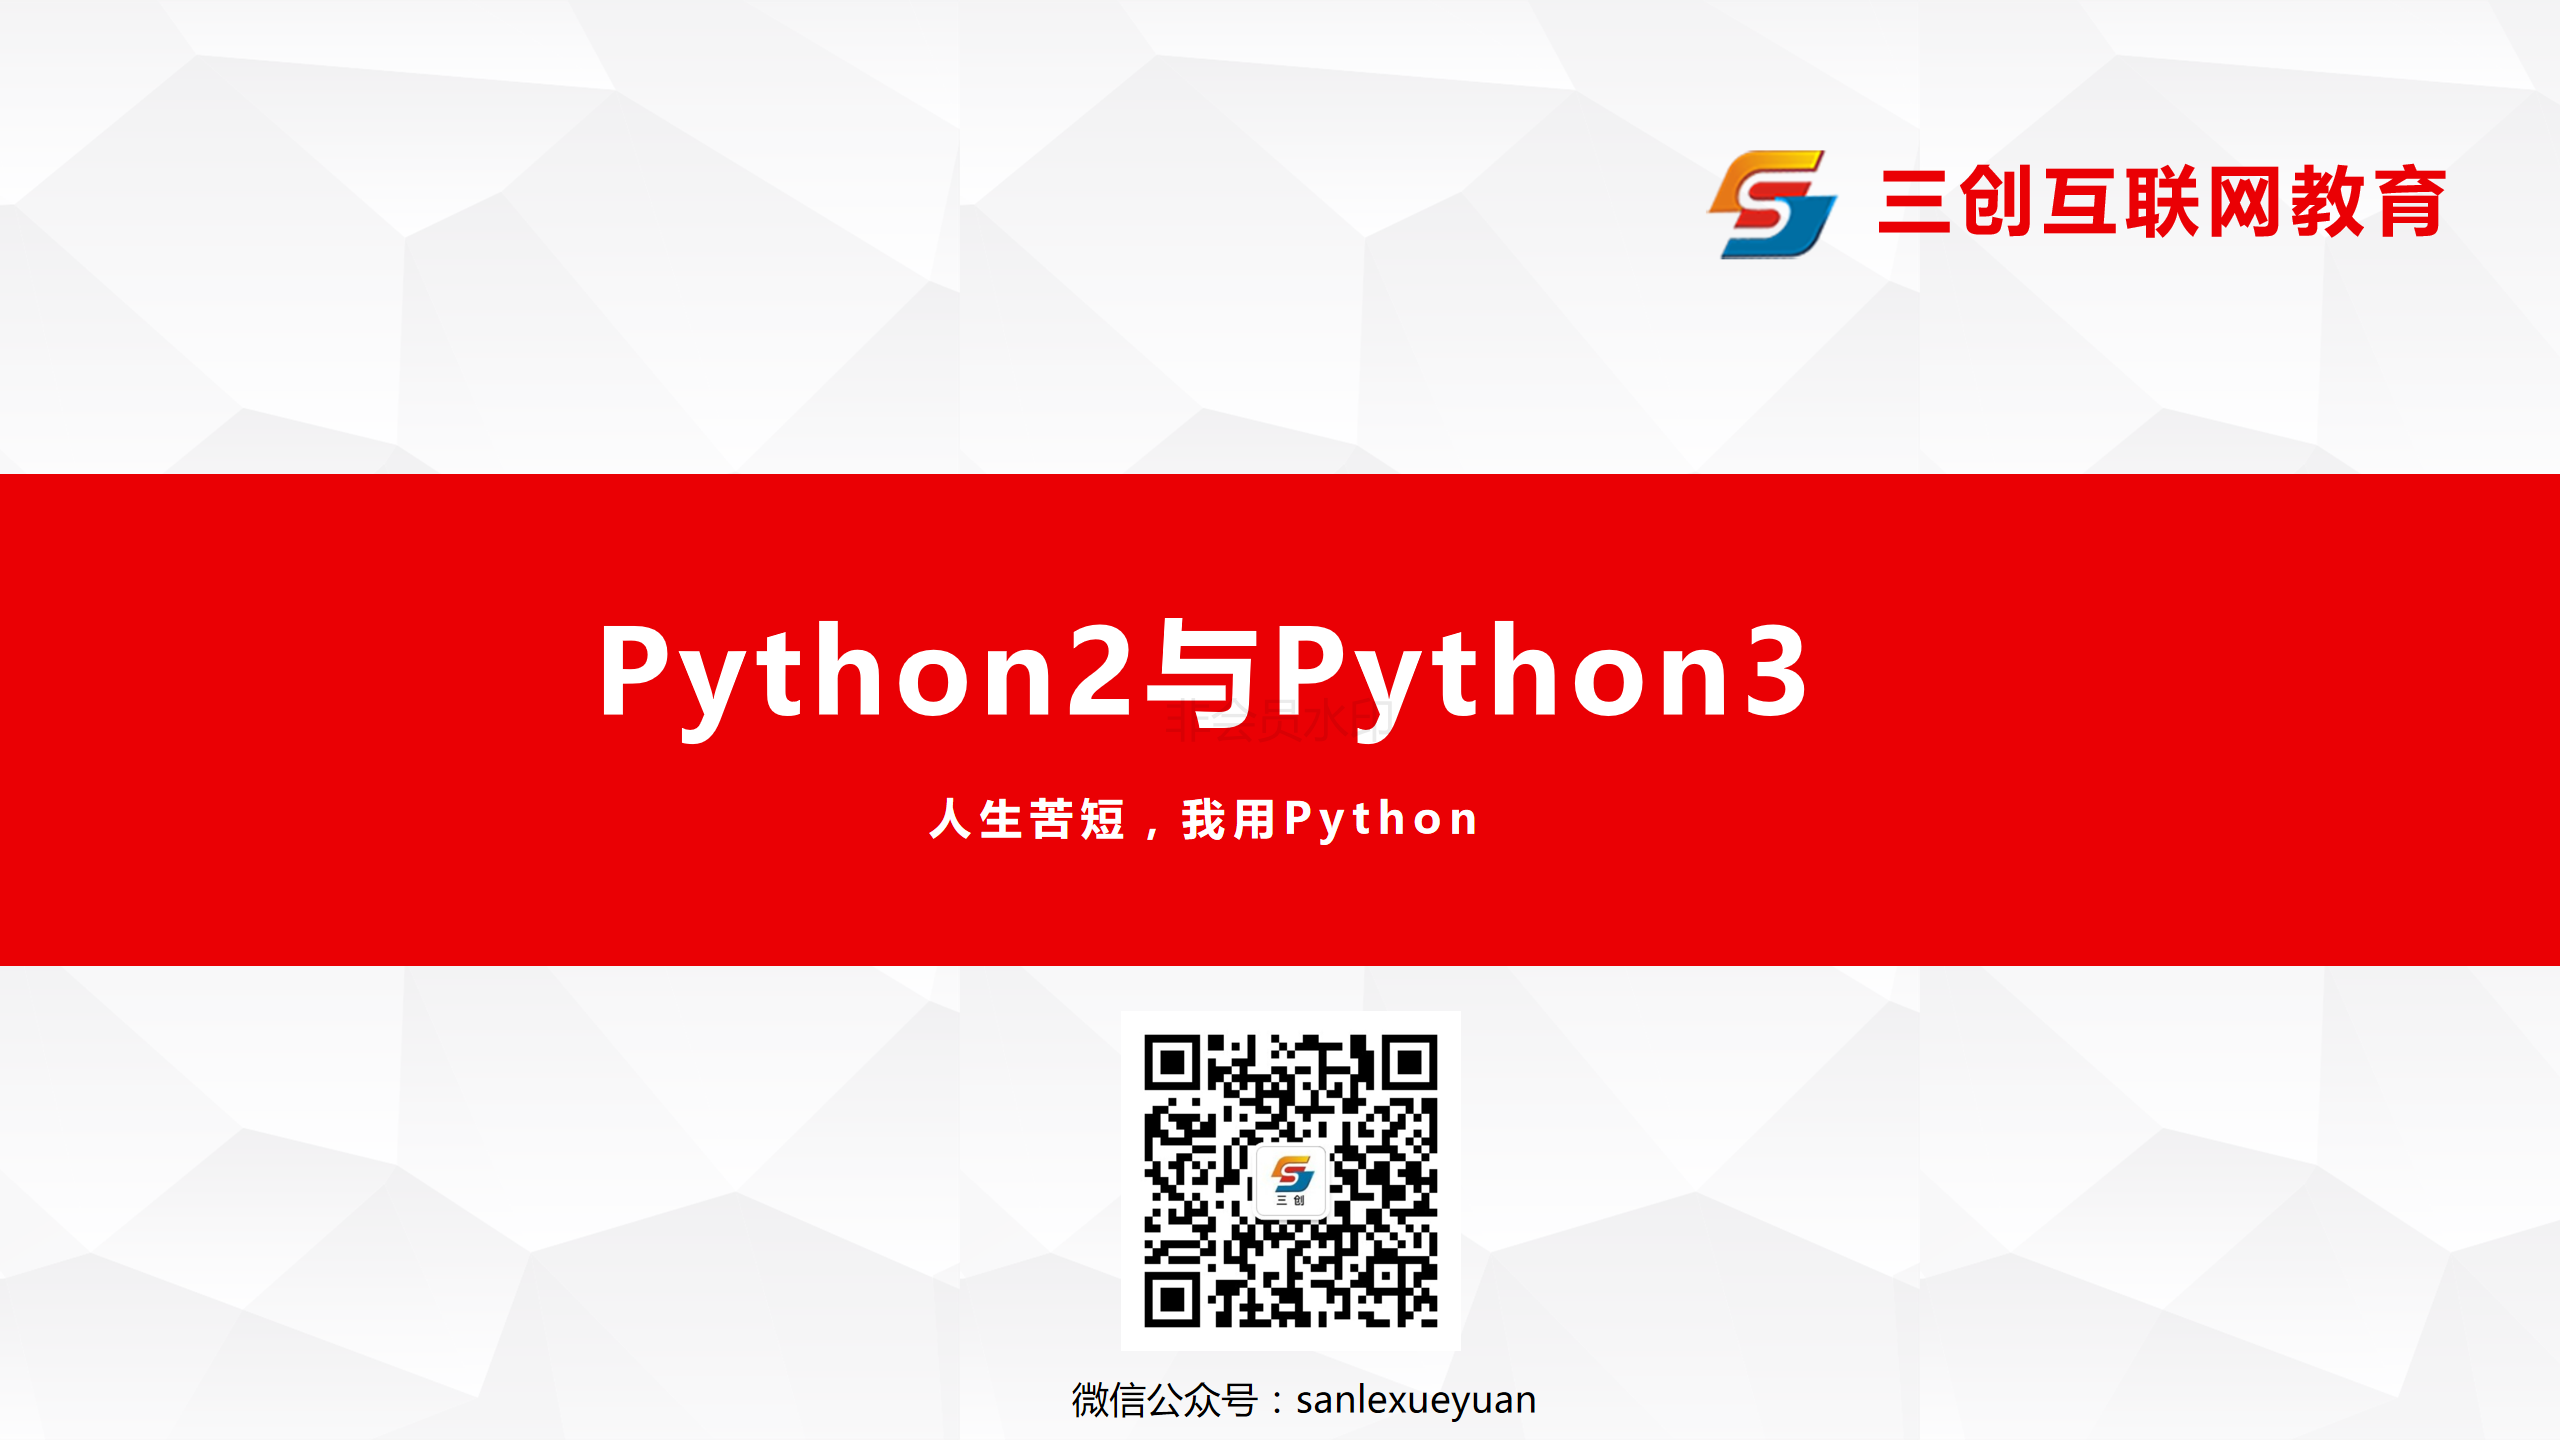 三创互联网教育
Python2与Python3
非会员水印
人生苦短，我用Python
三创
微信公众号：sanlexueyuan